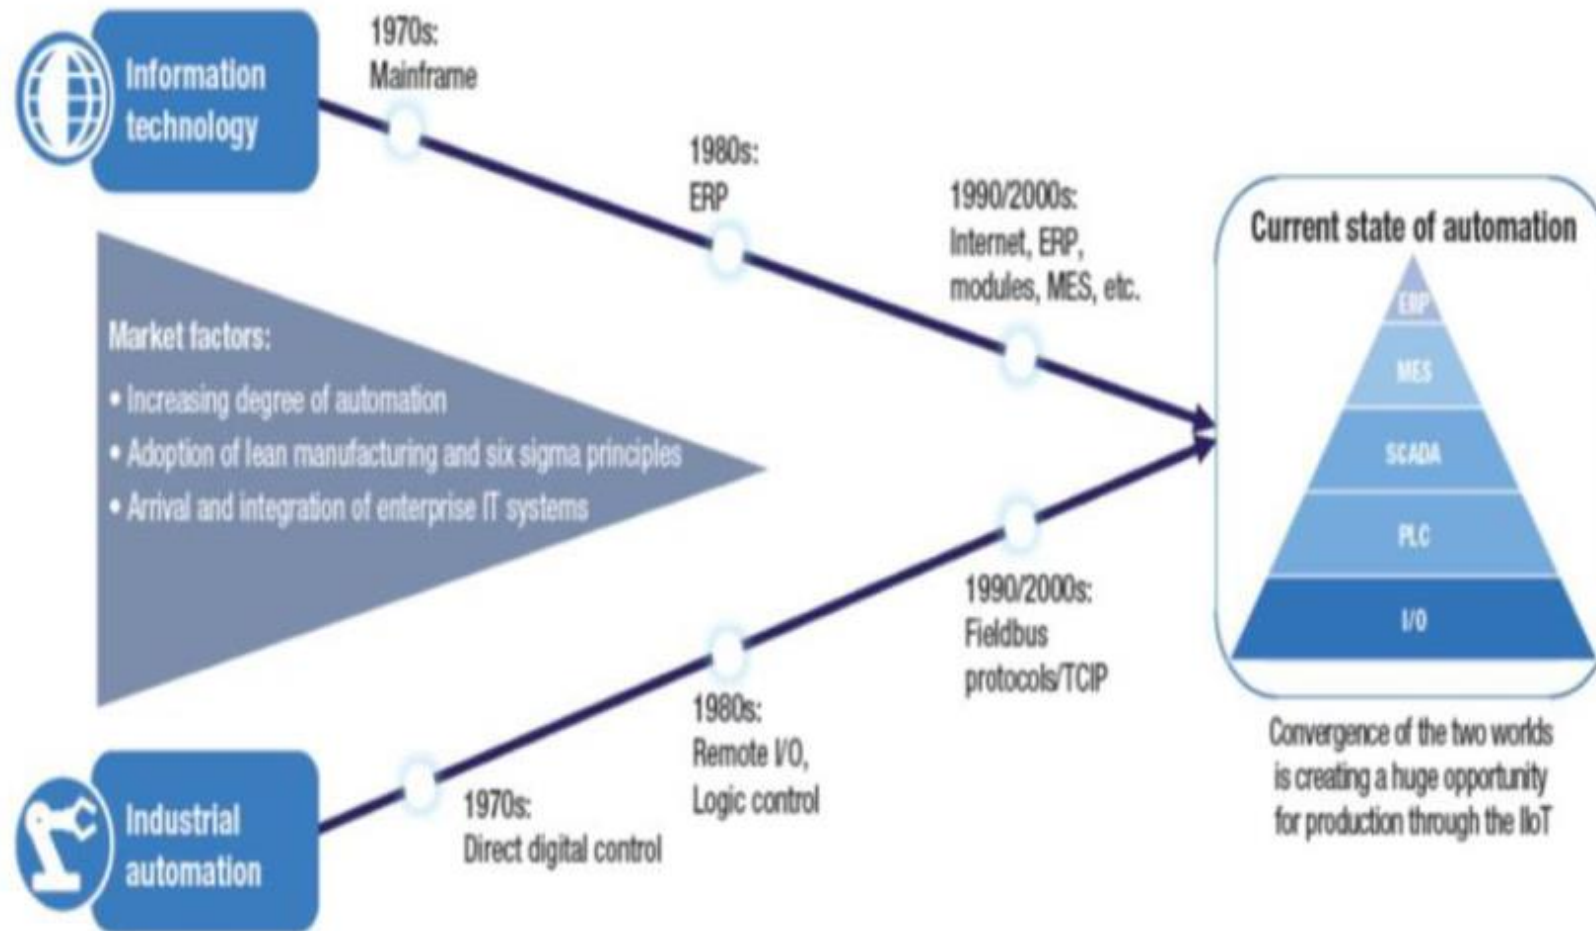 Information
technology
1970s:
Mainframe
1980s:
ERP
1990/2000s:
Internet, ERP,
modules, MES, etc.
Market factors:
• Increasing degree of automation
• Adoption of lean manufacturing and six sigma principles
• Arrival and integration of enterprise IT systems
Industrial
automation
1970s:
Direct digital control
1980s:
Remote I/O,
Logic control
1990/2000s:
Fieldbus
protocols/TCIP
Current state of automation
ERP
MES
SCADA
PLC
I/O
Convergence of the two worlds
is creating a huge opportunity
for production through the IIoT